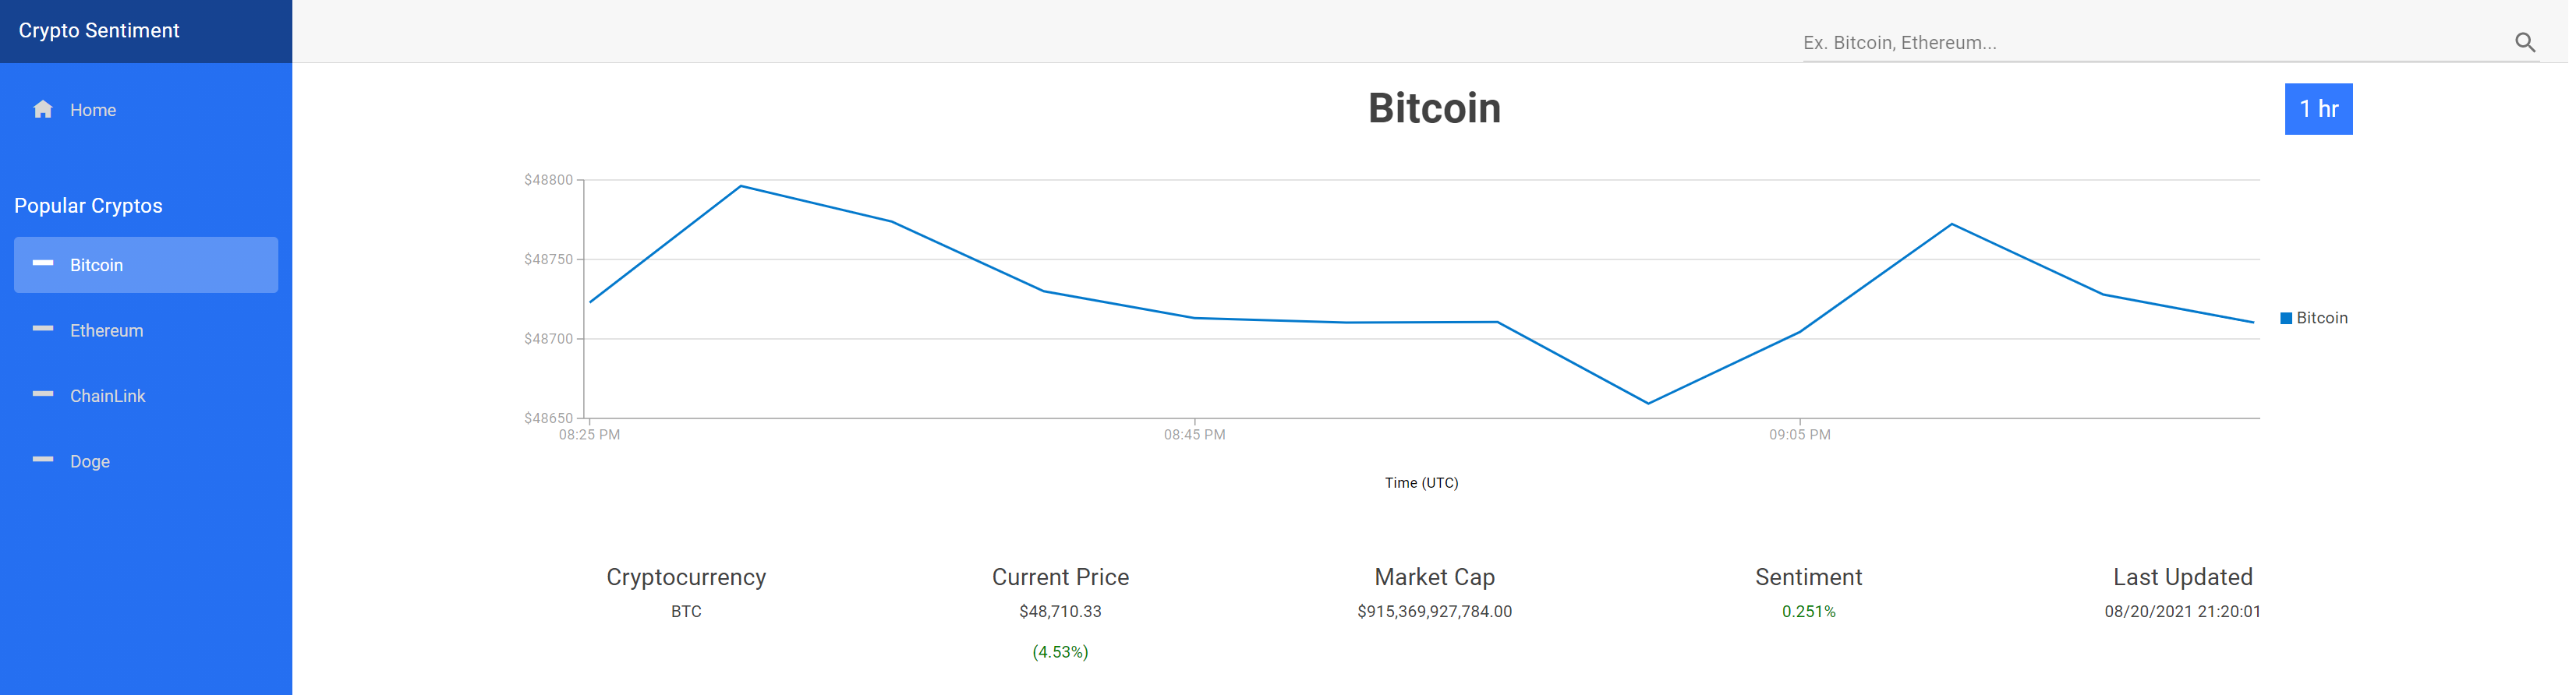 Crypto Sentiment
Ex. Bitcoin, Ethereum...
Home
Popular Cryptos
Bitcoin
Ethereum
ChainLink
Doge
Bitcoin
1 hr
$48800
$48750
$48700
$48650
08:25 PM 08:45 PM 09:05 PM
Time (UTC)
Bitcoin
Cryptocurrency Current Price Market Cap Sentiment Last Updated
BTC $48,710.33 $915,369,927,784.00 0.251% 08/20/2021 21:20:01
(4.53%)